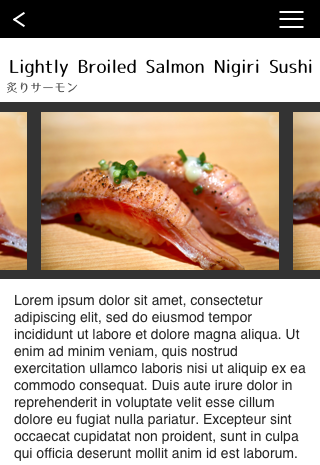 Lightly Broiled Salmon Nigiri Sushi
炙りサーモン
Lorem ipsum dolor sit amet, consectetur
adipiscing elit, sed do eiusmod tempor
incididunt ut labore et dolore magna aliqua. Ut
enim ad minim veniam, quis nostrud
exercitation ullamco laboris nisi ut aliquip ex ea
commodo consequat. Duis aute irure dolor in
reprehenderit in voluptate velit esse cillum
dolore eu fugiat nulla pariatur. Excepteur sint
occaecat cupidatat non proident, sunt in culpa
qui officia deserunt mollit anim id est laborum.